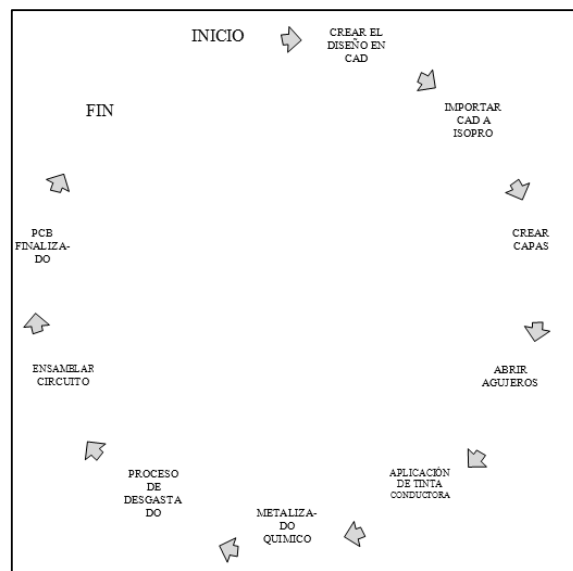 INICIO
CREAR EL
DISEÑO EN
CAD
IMPORTAR
CAD A
ISOPRO
CREAR
CAPAS
ABRIR
AGUJEROS
APLICACIÓN
DE TINTA
CONDUCTORA
METALIZA-
DO
QUIMICO
PROCESO
DE
DESGASTA
DO
ENSAMBLAR
CIRCUITO
PCB
FINALIZA-
DO
FIN